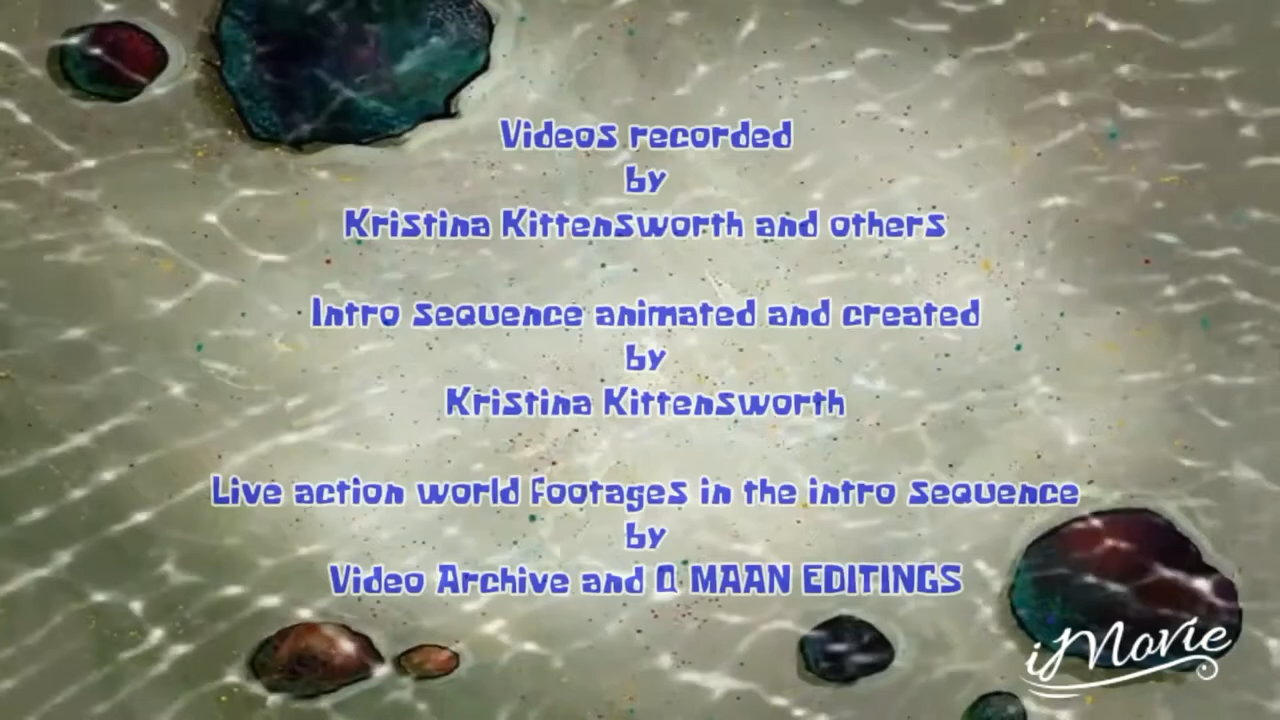 Videos recorded
by
Kristina Kittensworth and others
Intro sequence animated and created
by
Kristina Kittensworth
Live action world footages in the intro sequence
by
Video Archive and Q MAAN EDITINGS
iMovie